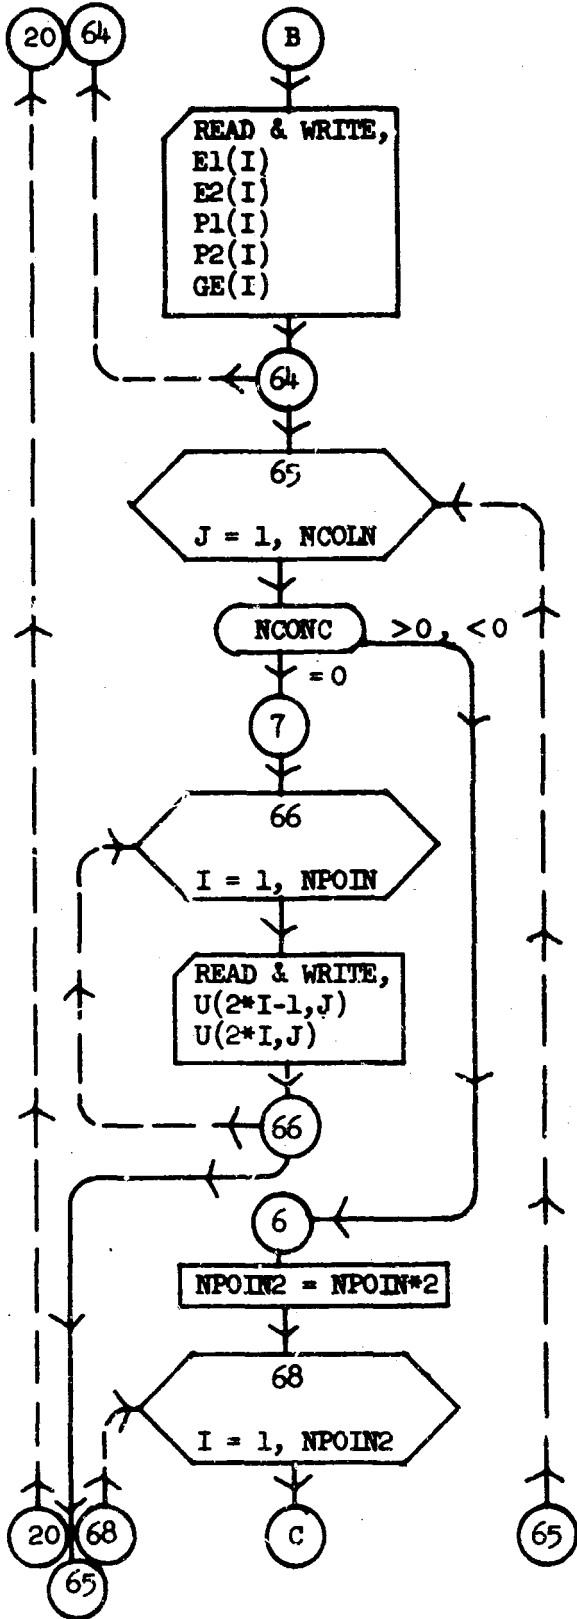 20 64 B
READ & WRITE,
E1(I)
E2(I)
P1(I)
P2(I)
GE(I)
64
65
J = 1, NCOLN
NCONC >0, <0
=0
7
66
I = 1, NPOIN
READ & WRITE,
U(2*I-1,J)
U(2*I,J)
66
6
NPOIN2 = NPOIN*2
68
I = 1, NPOIN2
20 68 C 65
65